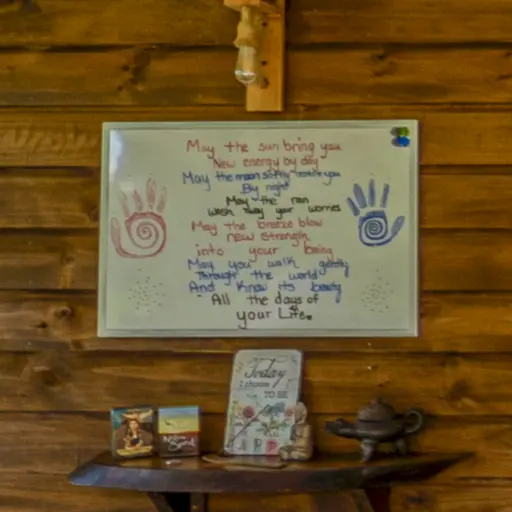 May the sun bring you
New energy by day
May the moon softly restore you
By night
May the rain
Wash away your worries
May the breeze blow
new strength
into your being
May you walk gently
Through the world
And Know its beauty
All the days of
your Life.
Today
I choose
TO BE